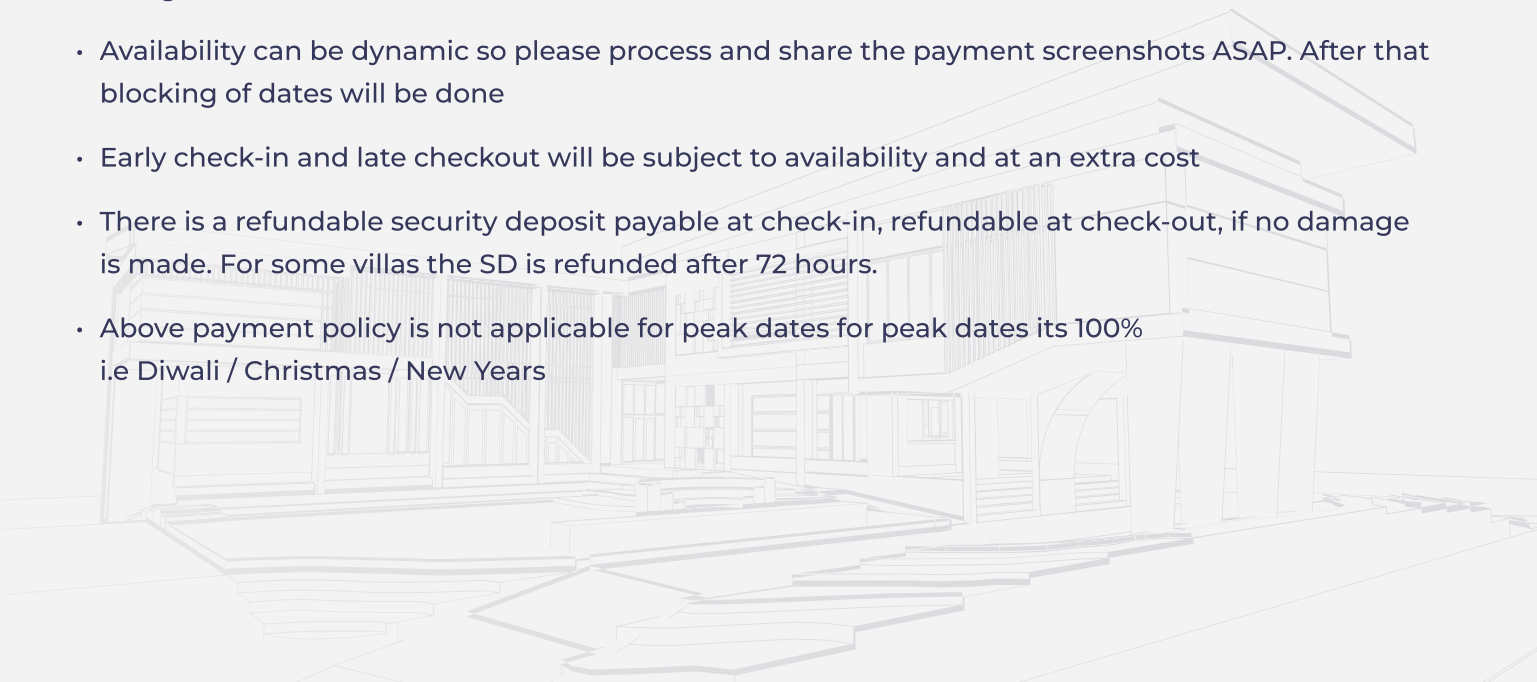 • Availability can be dynamic so please process and share the payment screenshots ASAP. After that
blocking of dates will be done
• Early check-in and late checkout will be subject to availability and at an extra cost
• There is a refundable security deposit payable at check-in, refundable at check-out, if no damage
is made. For some villas the SD is refunded after 72 hours.
• Above payment policy is not applicable for peak dates for peak dates its 100%
i.e Diwali / Christmas / New Years